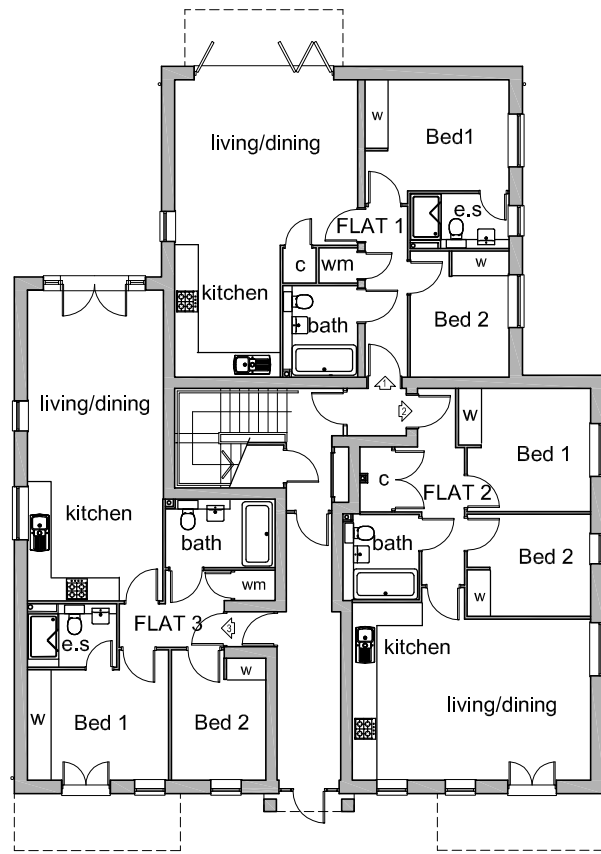 living/dining
w
Bed1
FLAT 1
e.s
c
wm
kitchen
w
bath
Bed 2
1
2
living/dining
w
Bed 1
c
FLAT 2
kitchen
bath
bath
Bed 2
wm
w
FLAT 3
3
e.s
kitchen
w
living/dining
w
Bed 1
Bed 2